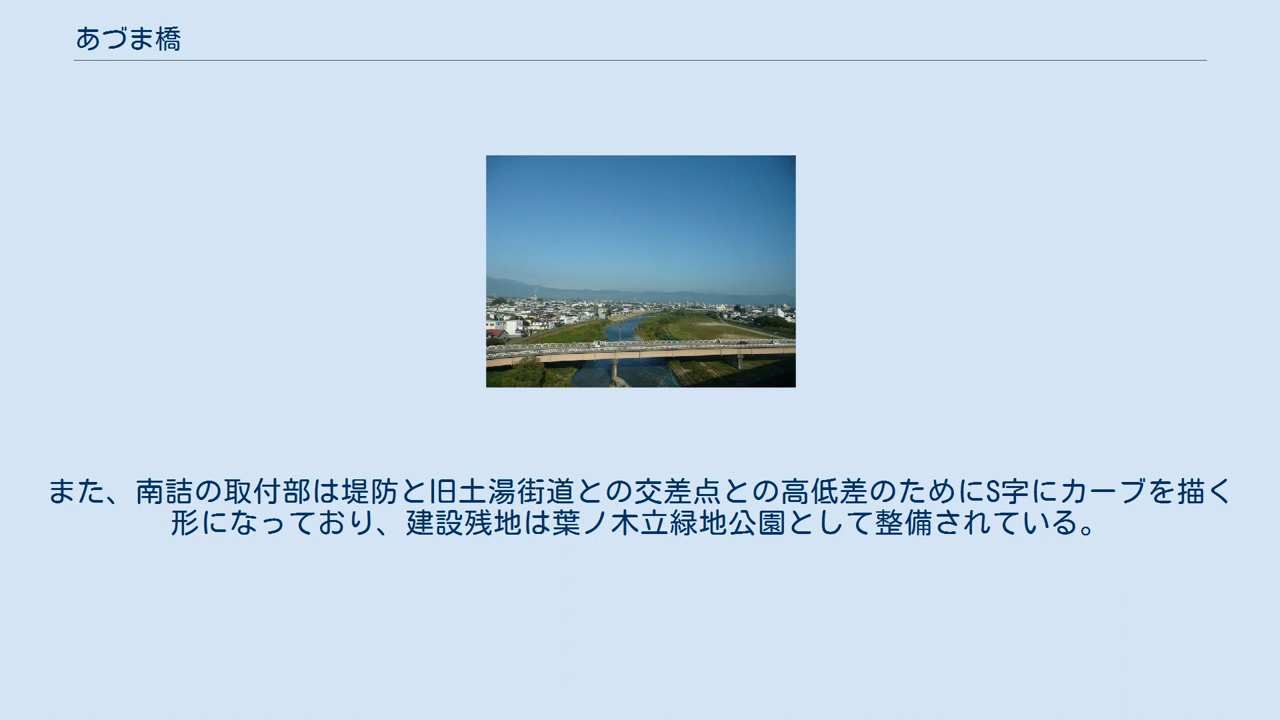 あづま橋
また、南詰の取付部は堤防と旧土湯街道との交差点との高低差のためにS字にカーブを描く
形になっており、建設残地は葉ノ木立緑地公園として整備されている。